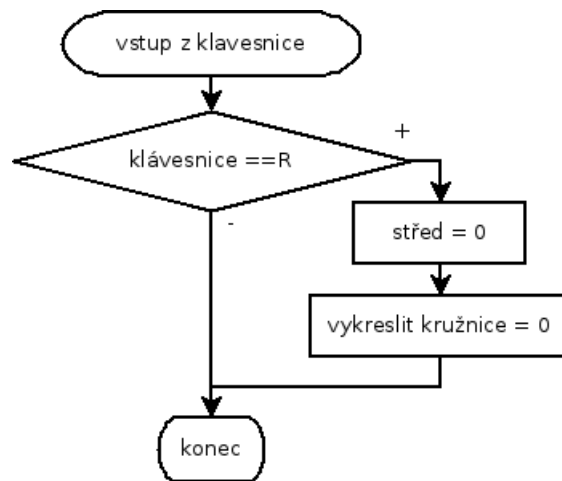 vstup z klavesnice
klávesnice ==R
+
-
střed = 0
vykreslit kružnice = 0
konec